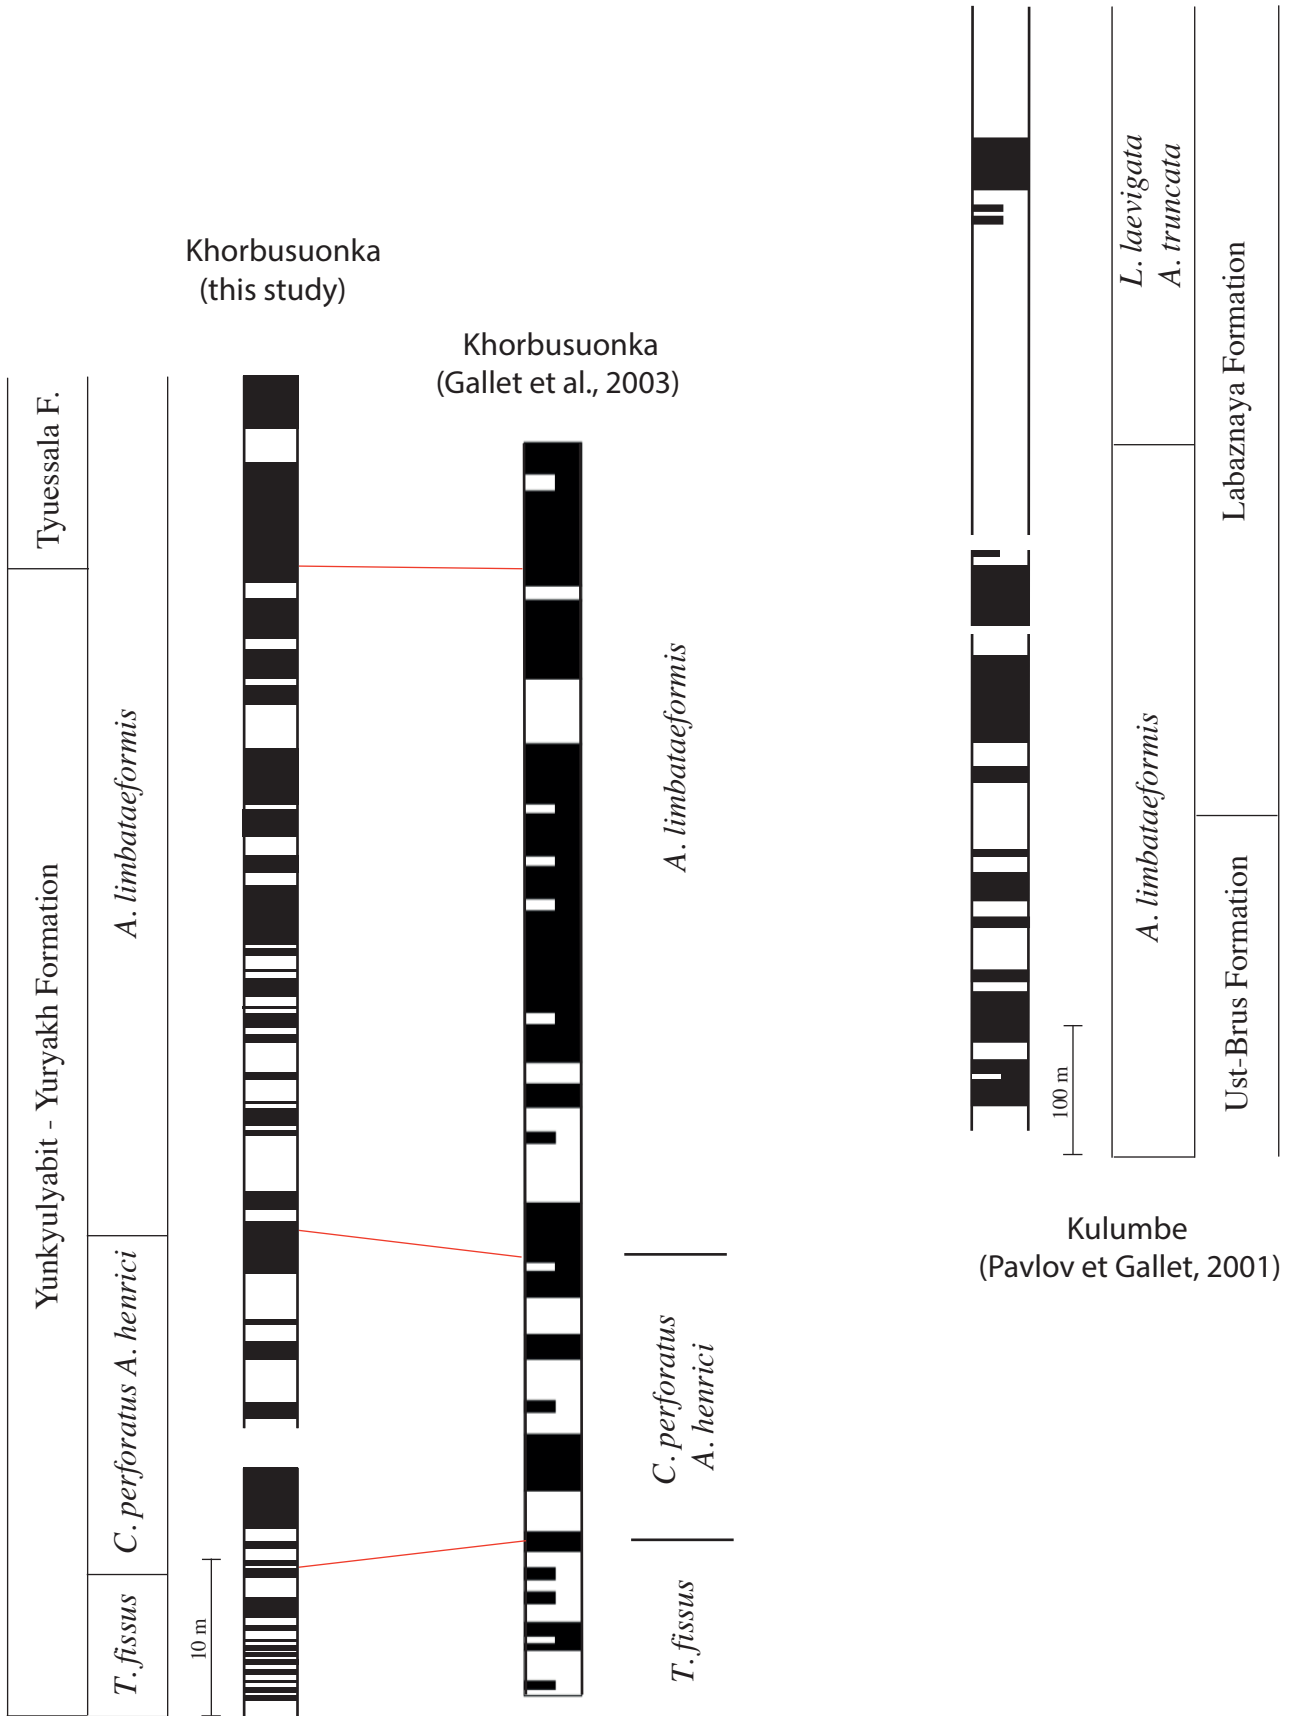 Khorbusuonka
(this study)
Khorbusuonka
(Gallet et al., 2003)
Tyuessala F.
Yunkyulyabit - Yuryakh Formation
A. limbataeformis
C. perforatus A. henrici
T. fissus
10 m
A. limbataeformis
C. perforatus
A. henrici
T. fissus
L. laevigata
A. truncata
A. limbataeformis
Labaznaya Formation
Ust-Brus Formation
100 m
Kulumbe
(Pavlov et Gallet, 2001)